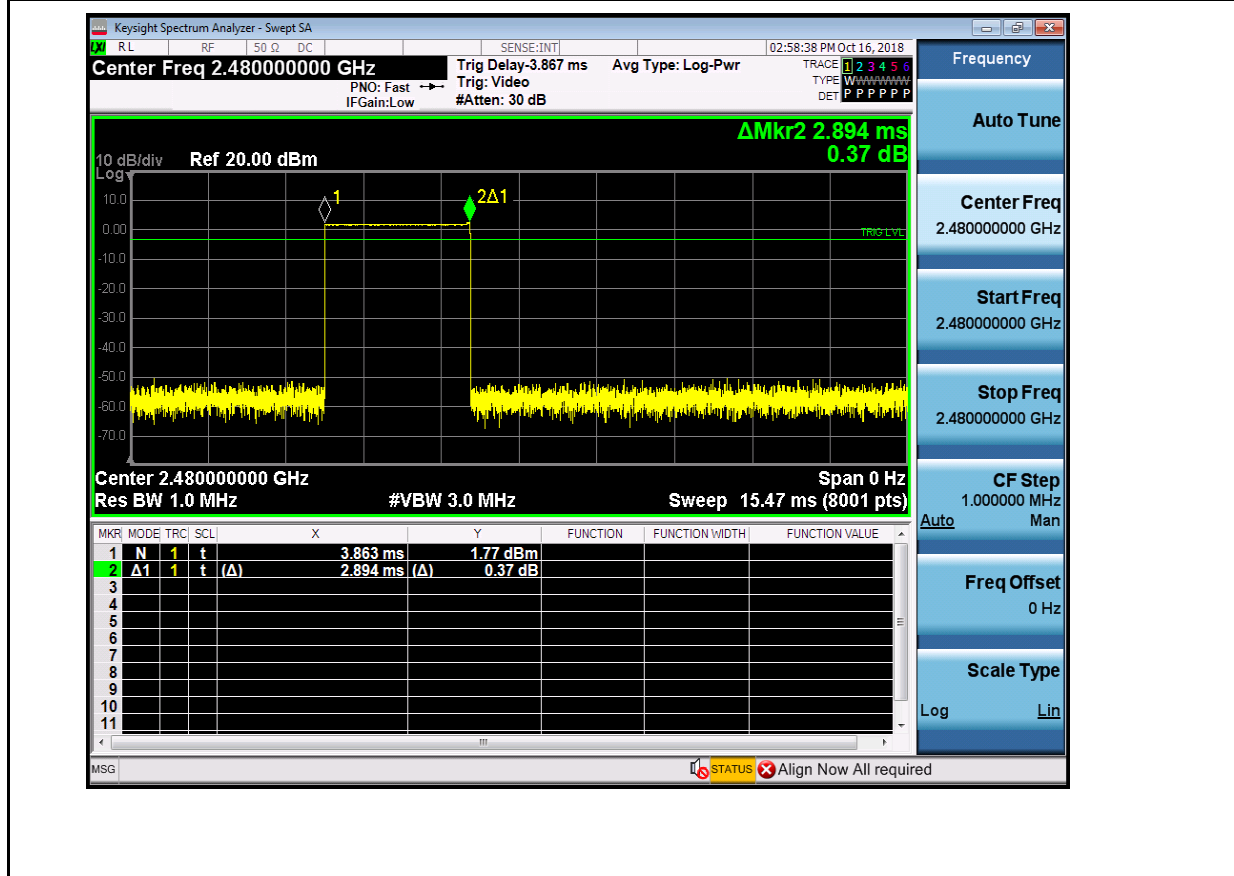 Keysight Spectrum Analyzer - Swept SA
LXI RL RF 50 Ω DC SENSE:INT 02:58:38 PM Oct 16, 2018
Center Freq 2.480000000 GHz
PNO: Fast
IFGain:Low
Trig Delay-3.867 ms
Trig: Video
#Atten: 30 dB
Avg Type: Log-Pwr
TRACE 1 2 3 4 5 6
TYPE WWWWWW
DET P P P P P P
ΔMkr2 2.894 ms
0.37 dB
10 dB/div Ref 20.00 dBm
Log
10.0
0.00
-10.0
-20.0
-30.0
-40.0
-50.0
-60.0
-70.0
1
2Δ1
TRIG LVL
Center 2.480000000 GHz Span 0 Hz
Res BW 1.0 MHz #VBW 3.0 MHz Sweep 15.47 ms (8001 pts)
MKR MODE TRC SCL X Y FUNCTION FUNCTION WIDTH FUNCTION VALUE
1 N 1 t 3.863 ms 1.77 dBm
2 Δ1 1 t (Δ) 2.894 ms (Δ) 0.37 dB
3
4
5
6
7
8
9
10
11
MSG STATUS Align Now All required
Frequency
Auto Tune
Center Freq
2.480000000 GHz
Start Freq
2.480000000 GHz
Stop Freq
2.480000000 GHz
CF Step
1.000000 MHz
Auto Man
Freq Offset
0 Hz
Scale Type
Log Lin